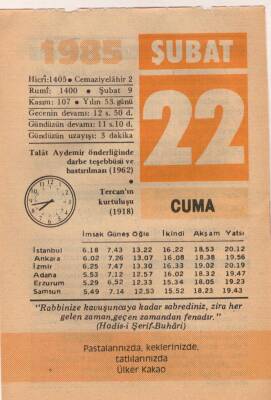 1985
ŞUBAT
22
CUMA
Hicrî:1405 • Cemaziyelâhir 2
Rumî: 1400 • Şubat 9
Kasım: 107 • Yılın 53. günü
Gecenin devamı: 12 s. 50 d.
Gündüzün devamı: 11 s.10 d.
Gündüzün uzayışı: 3 dakika
Talât Aydemir önderliğinde
darbe teşebbüsü ve
bastırılması (1962)
•
Tercan'ın
kurtuluşu
(1918)
İmsak Güneş Öğle İkindi Akşam Yatsı
İstanbul 6.18 7.43 13.22 16.22 18.53 20.12
Ankara 6.02 7.26 13.07 16.08 18.38 19.56
İzmir 6.25 7.47 13.30 16.33 19.02 20.19
Adana 5.53 7.12 12.57 16.02 18.32 19.47
Erzurum 5.29 6.52 12.33 15.34 18.05 19.23
Samsun 5.49 7.14 12.53 15.52 18.23 19.43
"Rabbinize kavuşuncaya kadar sabrediniz, zira her
gelen zaman, geçen zamandan fenadır."
(Hadis-i Şerif-Buhâri)
Pastalarınızda, keklerinizde,
tatlılarınızda
Ülker Kakao